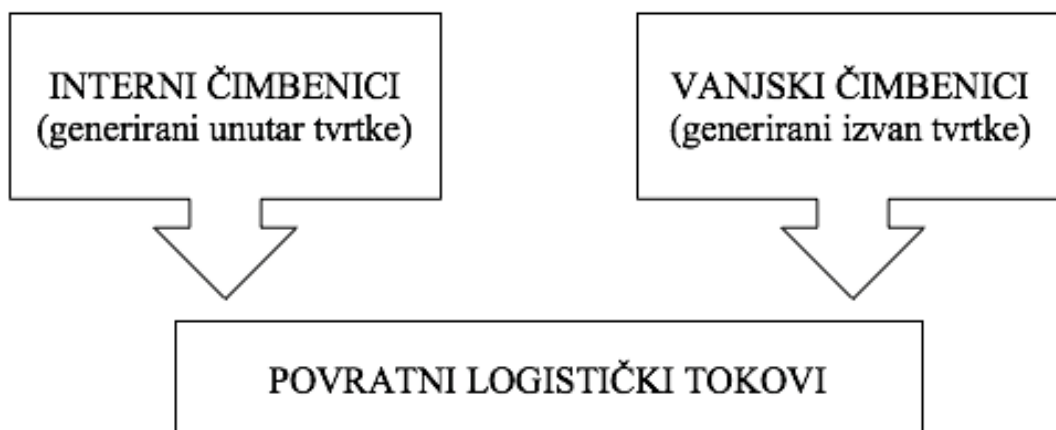 INTERNI ČIMBENICI
(generirani unutar tvrtke)
VANJSKI ČIMBENICI
(generirani izvan tvrtke)
POVRATNI LOGISTIČKI TOKOVI